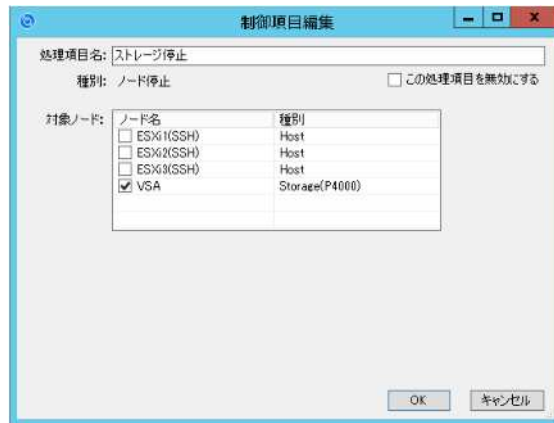 制御項目編集
処理項目名: ストレージ停止
種別: ノード停止 この処理項目を無効にする
対象ノード: ノード名 種別
ESXi1(SSH) Host
ESXi2(SSH) Host
ESXi3(SSH) Host
VSA Storage(P4000)
OK キャンセル